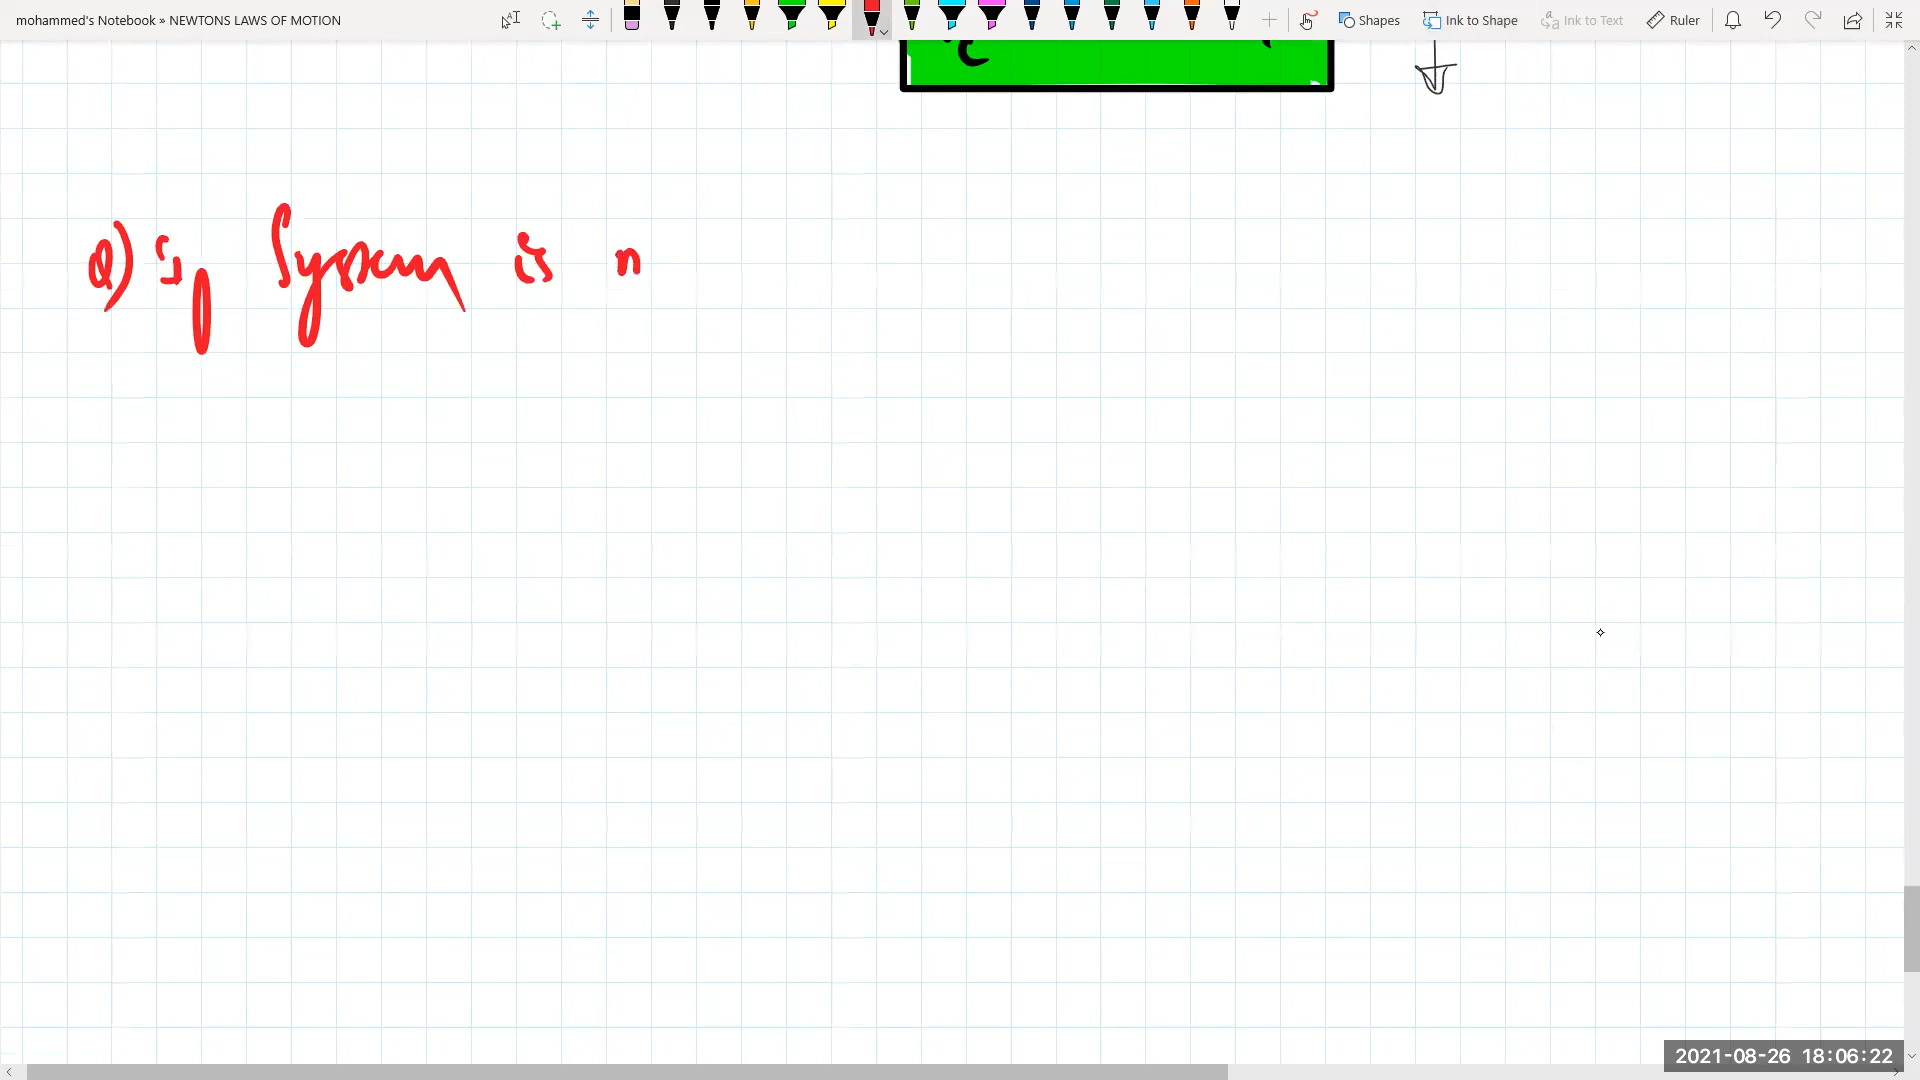 mohammed's Notebook » NEWTONS LAWS OF MOTION Shapes Ink to Shape Ink to Text Ruler
Q) if System is n
2021-08-26 18:06:22